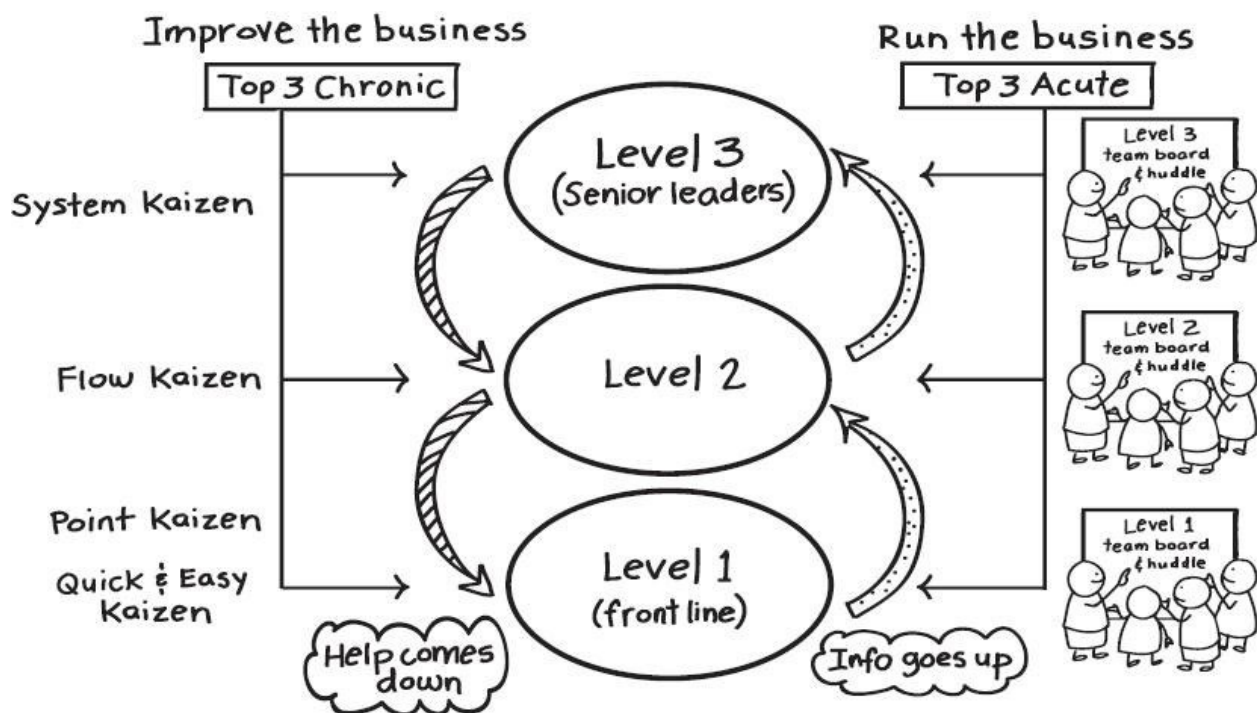 Improve the business
Top 3 Chronic
System Kaizen
Flow Kaizen
Point Kaizen
Quick & Easy
Kaizen
Help comes
down
Level 3
(Senior leaders)
Level 2
Level 1
(front line)
Info goes up
Run the business
Top 3 Acute
Level 3
team board
& huddle
Level 2
team board
& huddle
Level 1
team board
& huddle